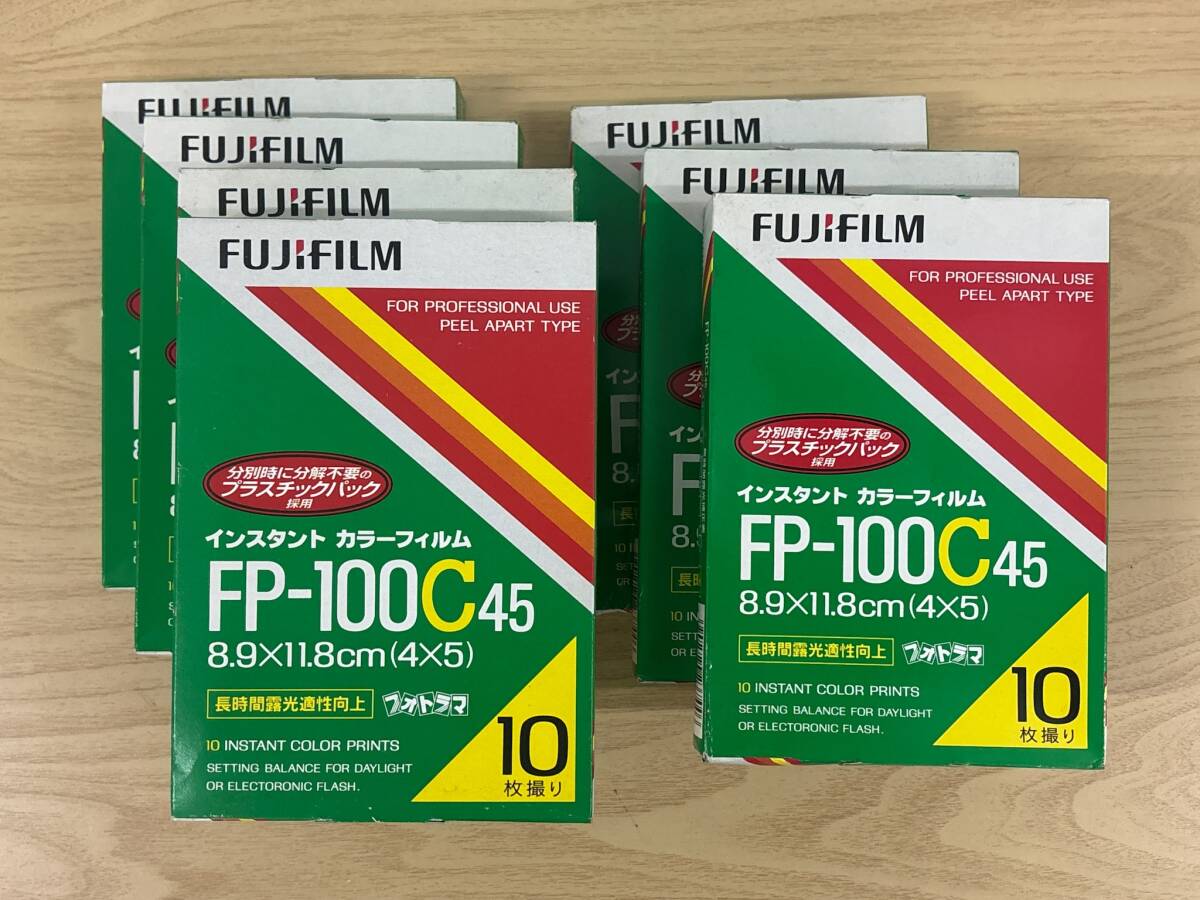 FUJIFILM
FUJIFILM
FUJIFILM
FUJIFILM
FOR PROFESSIONAL USE
PEEL APART TYPE
分別時に分解不要の
プラスチックパック
採用
インスタント カラーフィルム
FP-100C45
8.9×11.8cm(4×5)
長時間露光適性向上
フォトラマ
10 INSTANT COLOR PRINTS
SETTING BALANCE FOR DAYLIGHT
OR ELECTORONIC FLASH.
10
枚撮り
FUJIFILM
FUJIFILM
FUJIFILM
FOR PROFESSIONAL USE
PEEL APART TYPE
分別時に分解不要の
プラスチックパック
採用
インスタント カラーフィルム
FP-100C45
8.9×11.8cm(4×5)
長時間露光適性向上
フォトラマ
10 INSTANT COLOR PRINTS
SETTING BALANCE FOR DAYLIGHT
OR ELECTORONIC FLASH.
10
枚撮り